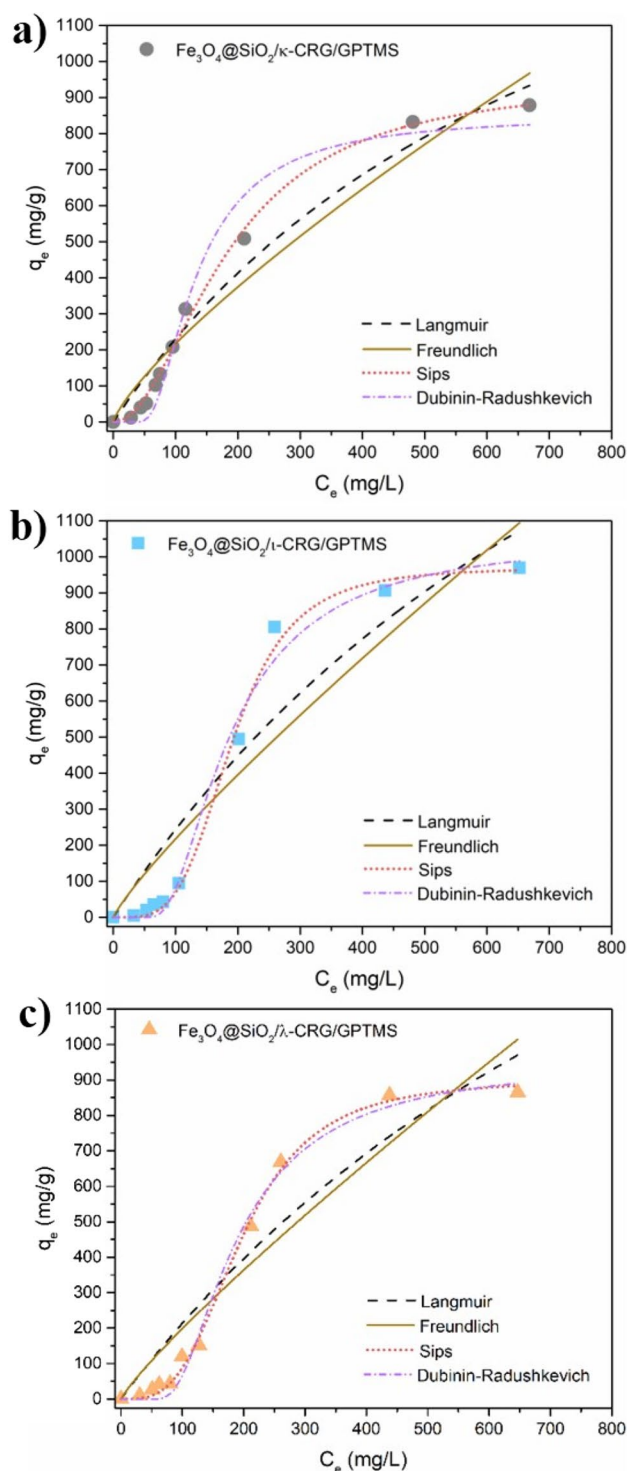 a)
Fe₃O₄@SiO₂/κ-CRG/GPTMS
1100
1000
900
800
700
600
500
400
300
200
100
0
qₑ (mg/g)
Langmuir
Freundlich
Sips
Dubinin-Radushkevich
0 100 200 300 400 500 600 700 800
Cₑ (mg/L)
b)
Fe₃O₄@SiO₂/ι-CRG/GPTMS
1100
1000
900
800
700
600
500
400
300
200
100
0
qₑ (mg/g)
Langmuir
Freundlich
Sips
Dubinin-Radushkevich
0 100 200 300 400 500 600 700 800
Cₑ (mg/L)
c)
Fe₃O₄@SiO₂/λ-CRG/GPTMS
1100
1000
900
800
700
600
500
400
300
200
100
0
qₑ (mg/g)
Langmuir
Freundlich
Sips
Dubinin-Radushkevich
0 100 200 300 400 500 600 700 800
Cₑ (mg/L)